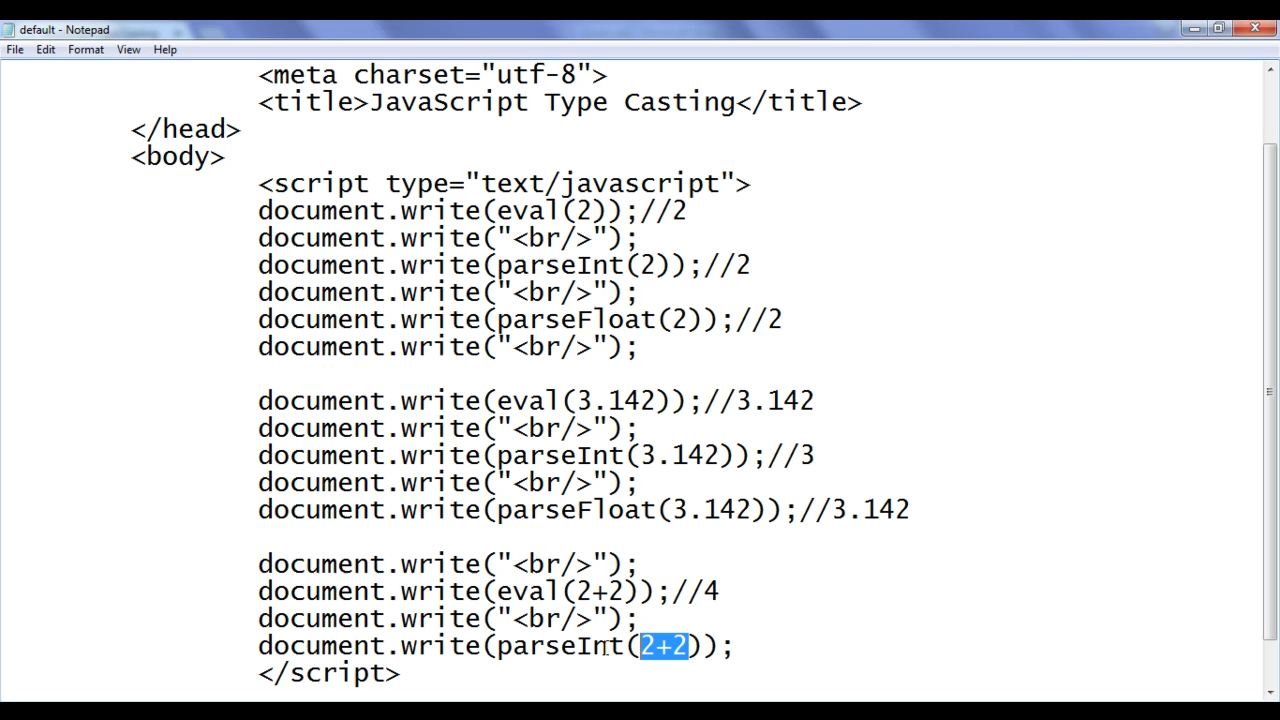 default - Notepad
File Edit Format View Help
<meta charset="utf-8">
<title>JavaScript Type Casting</title>
</head>
<body>
<script type="text/javascript">
document.write(eval(2));//2
document.write("<br/>");
document.write(parseInt(2));//2
document.write("<br/>");
document.write(parseFloat(2));//2
document.write("<br/>");
document.write(eval(3.142));//3.142
document.write("<br/>");
document.write(parseInt(3.142));//3
document.write("<br/>");
document.write(parseFloat(3.142));//3.142
document.write("<br/>");
document.write(eval(2+2));//4
document.write("<br/>");
document.write(parseInt(2+2));
</script>